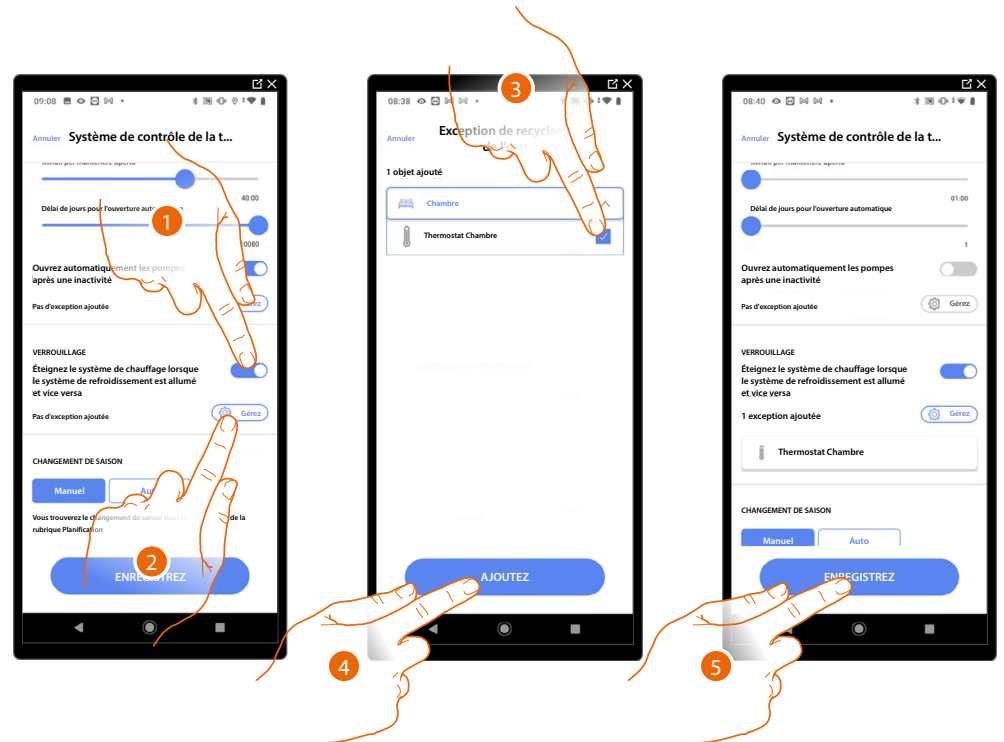 09:08
Annuler Système de contrôle de la t...
40:00
Délai de jours pour l'ouverture
0080
Ouvrez automatiquement les pompes
après une inactivité
Pas d'exception ajoutée
VERROUILLAGE
Éteignez le système de chauffage lorsque
le système de refroidissement est allumé
et vice versa
Pas d'exception ajoutée Gérez
CHANGEMENT DE SAISON
Manuel
Vous trouverez le changement de saison de la
rubrique Planification
ENREGISTREZ
1
2
3
08:38
Annuler Exception de
1 objet ajouté
Chambre
Thermostat Chambre
AJOUTEZ
4
08:40
Annuler Système de contrôle de la t...
01:00
Délai de jours pour l'ouverture automatique
1
Ouvrez automatiquement les pompes
après une inactivité
Pas d'exception ajoutée Gérez
VERROUILLAGE
Éteignez le système de chauffage lorsque
le système de refroidissement est allumé
et vice versa
1 exception ajoutée Gérez
Thermostat Chambre
CHANGEMENT DE SAISON
Manuel Auto
ENREGISTREZ
5